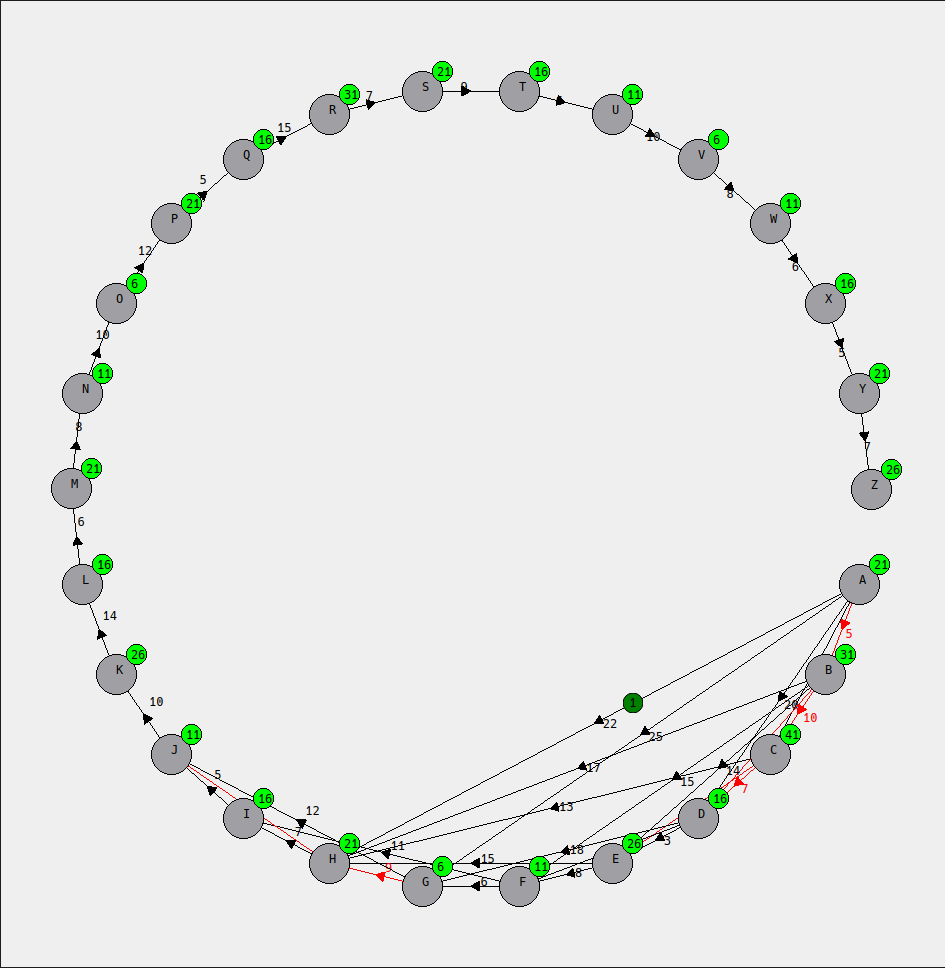 S 21
T 16
R 31
U 11
7
9
10
Q 16
15
V 6
P 21
5
8
W 11
O 6
12
6
X 16
N 11
10
5
Y 21
M 21
8
7
Z 26
L 16
6
A 21
K 26
14
5
B 31
10
1
22
25
20
10
J 11
17
14
C 41
5
15
7
I 16
12
13
D 16
7
11
18
3
H 21
9
15
E 26
G 6
6
F 11
8